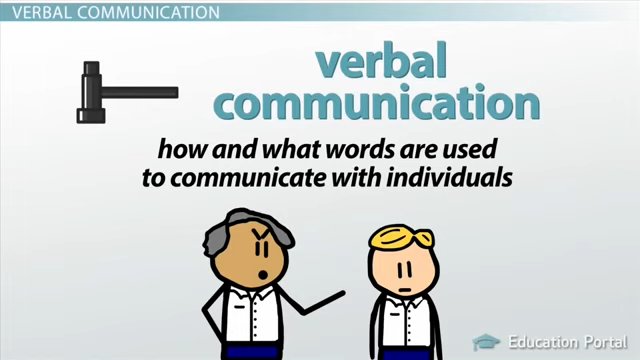 VERBAL COMMUNICATION
verbal
communication
how and what words are used
to communicate with individuals
Education Portal